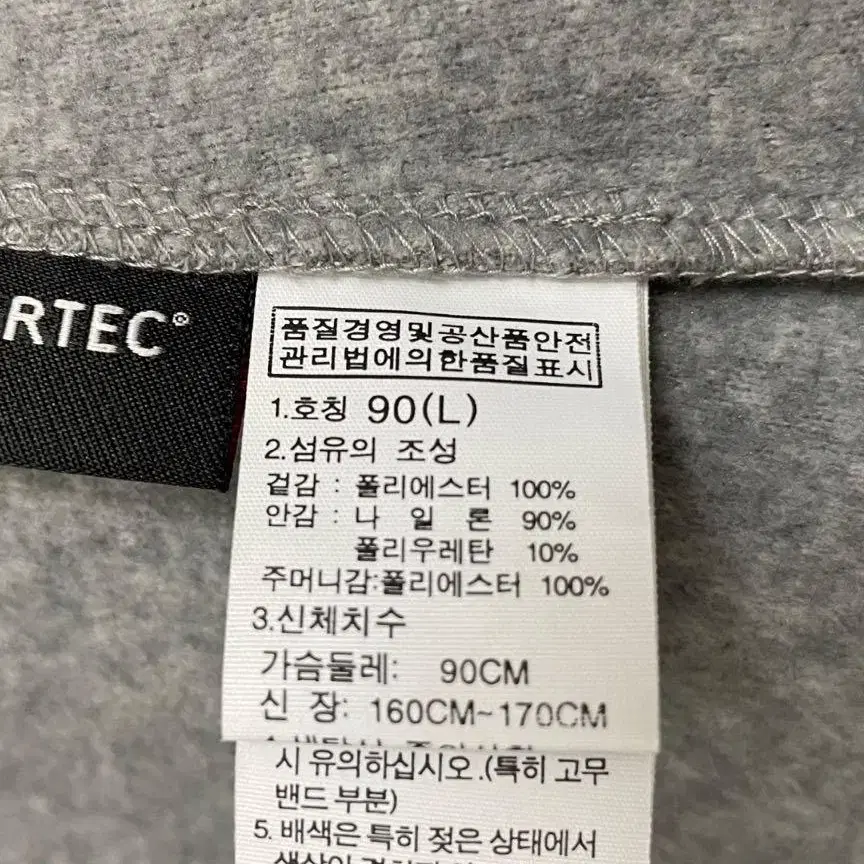 RTEC®
품질경영및공산품안전
관리법에의한품질표시
1.호칭 90(L)
2.섬유의 조성
겉감 : 폴리에스터 100%
안감 : 나 일 론 90%
폴리우레탄 10%
주머니감:폴리에스터 100%
3.신체치수
가슴둘레: 90CM
신 장: 160CM~170CM
시 유의하십시오.(특히 고무
밴드 부분)
5. 배색은 특히 젖은 상태에서